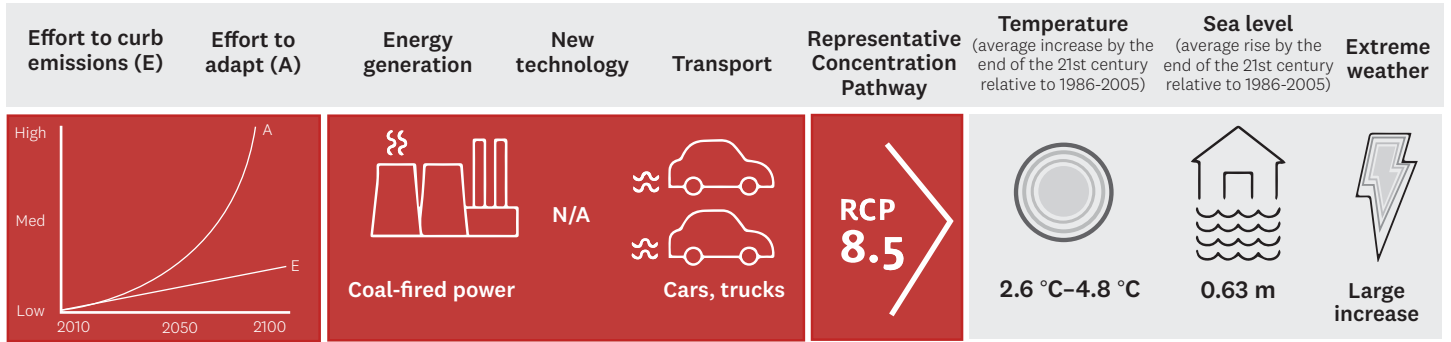 Effort to curb
emissions (E)
Effort to
adapt (A)
Energy
generation
New
technology
Transport
Representative
Concentration
Pathway
Temperature
(average increase by the
end of the 21st century
relative to 1986-2005)
Sea level
(average rise by the
end of the 21st century
relative to 1986-2005)
Extreme
weather
High
Med
Low
2010
2050
2100
A
E
Coal-fired power
N/A
Cars, trucks
RCP
8.5
2.6 °C–4.8 °C
0.63 m
Large
increase